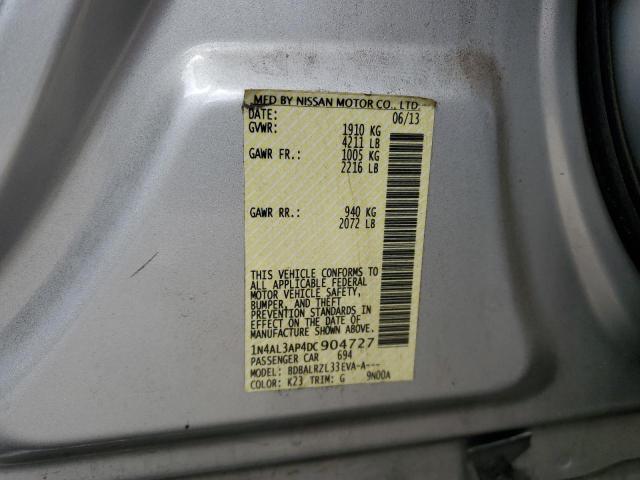 MFD BY NISSAN MOTOR CO., LTD.
DATE: 06/13
GVWR: 1910 KG
4211 LB
GAWR FR.: 1005 KG
2216 LB
GAWR RR.: 940 KG
2072 LB
THIS VEHICLE CONFORMS TO
ALL APPLICABLE FEDERAL
MOTOR VEHICLE SAFETY,
BUMPER, AND THEFT
PREVENTION STANDARDS IN
EFFECT ON THE DATE OF
MANUFACTURE SHOWN ABOVE.
1N4AL3AP4DC904727
PASSENGER CAR 694
MODEL: BDBALRZL33EVA-A---
COLOR: K23 TRIM: G 9N00A